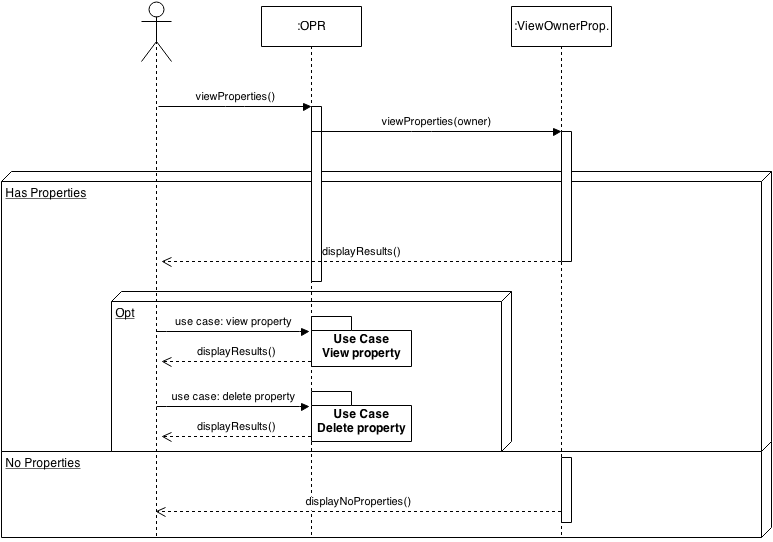 :OPR
:ViewOwnerProp.
viewProperties()
viewProperties(owner)
Has Properties
displayResults()
Opt
use case: view property
Use Case
View property
displayResults()
use case: delete property
Use Case
Delete property
displayResults()
No Properties
displayNoProperties()